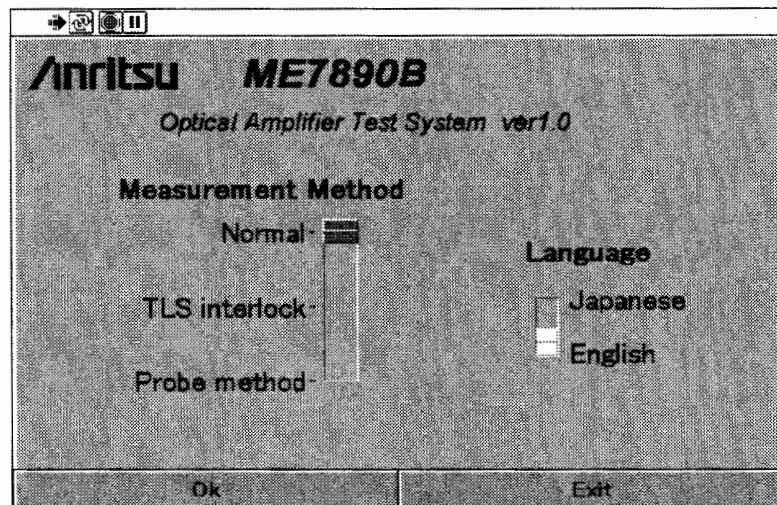 Anritsu ME7890B
Optical Amplifier Test System ver1.0
Measurement Method
Normal
TLS interlock
Probe method
Language
Japanese
English
Ok Exit